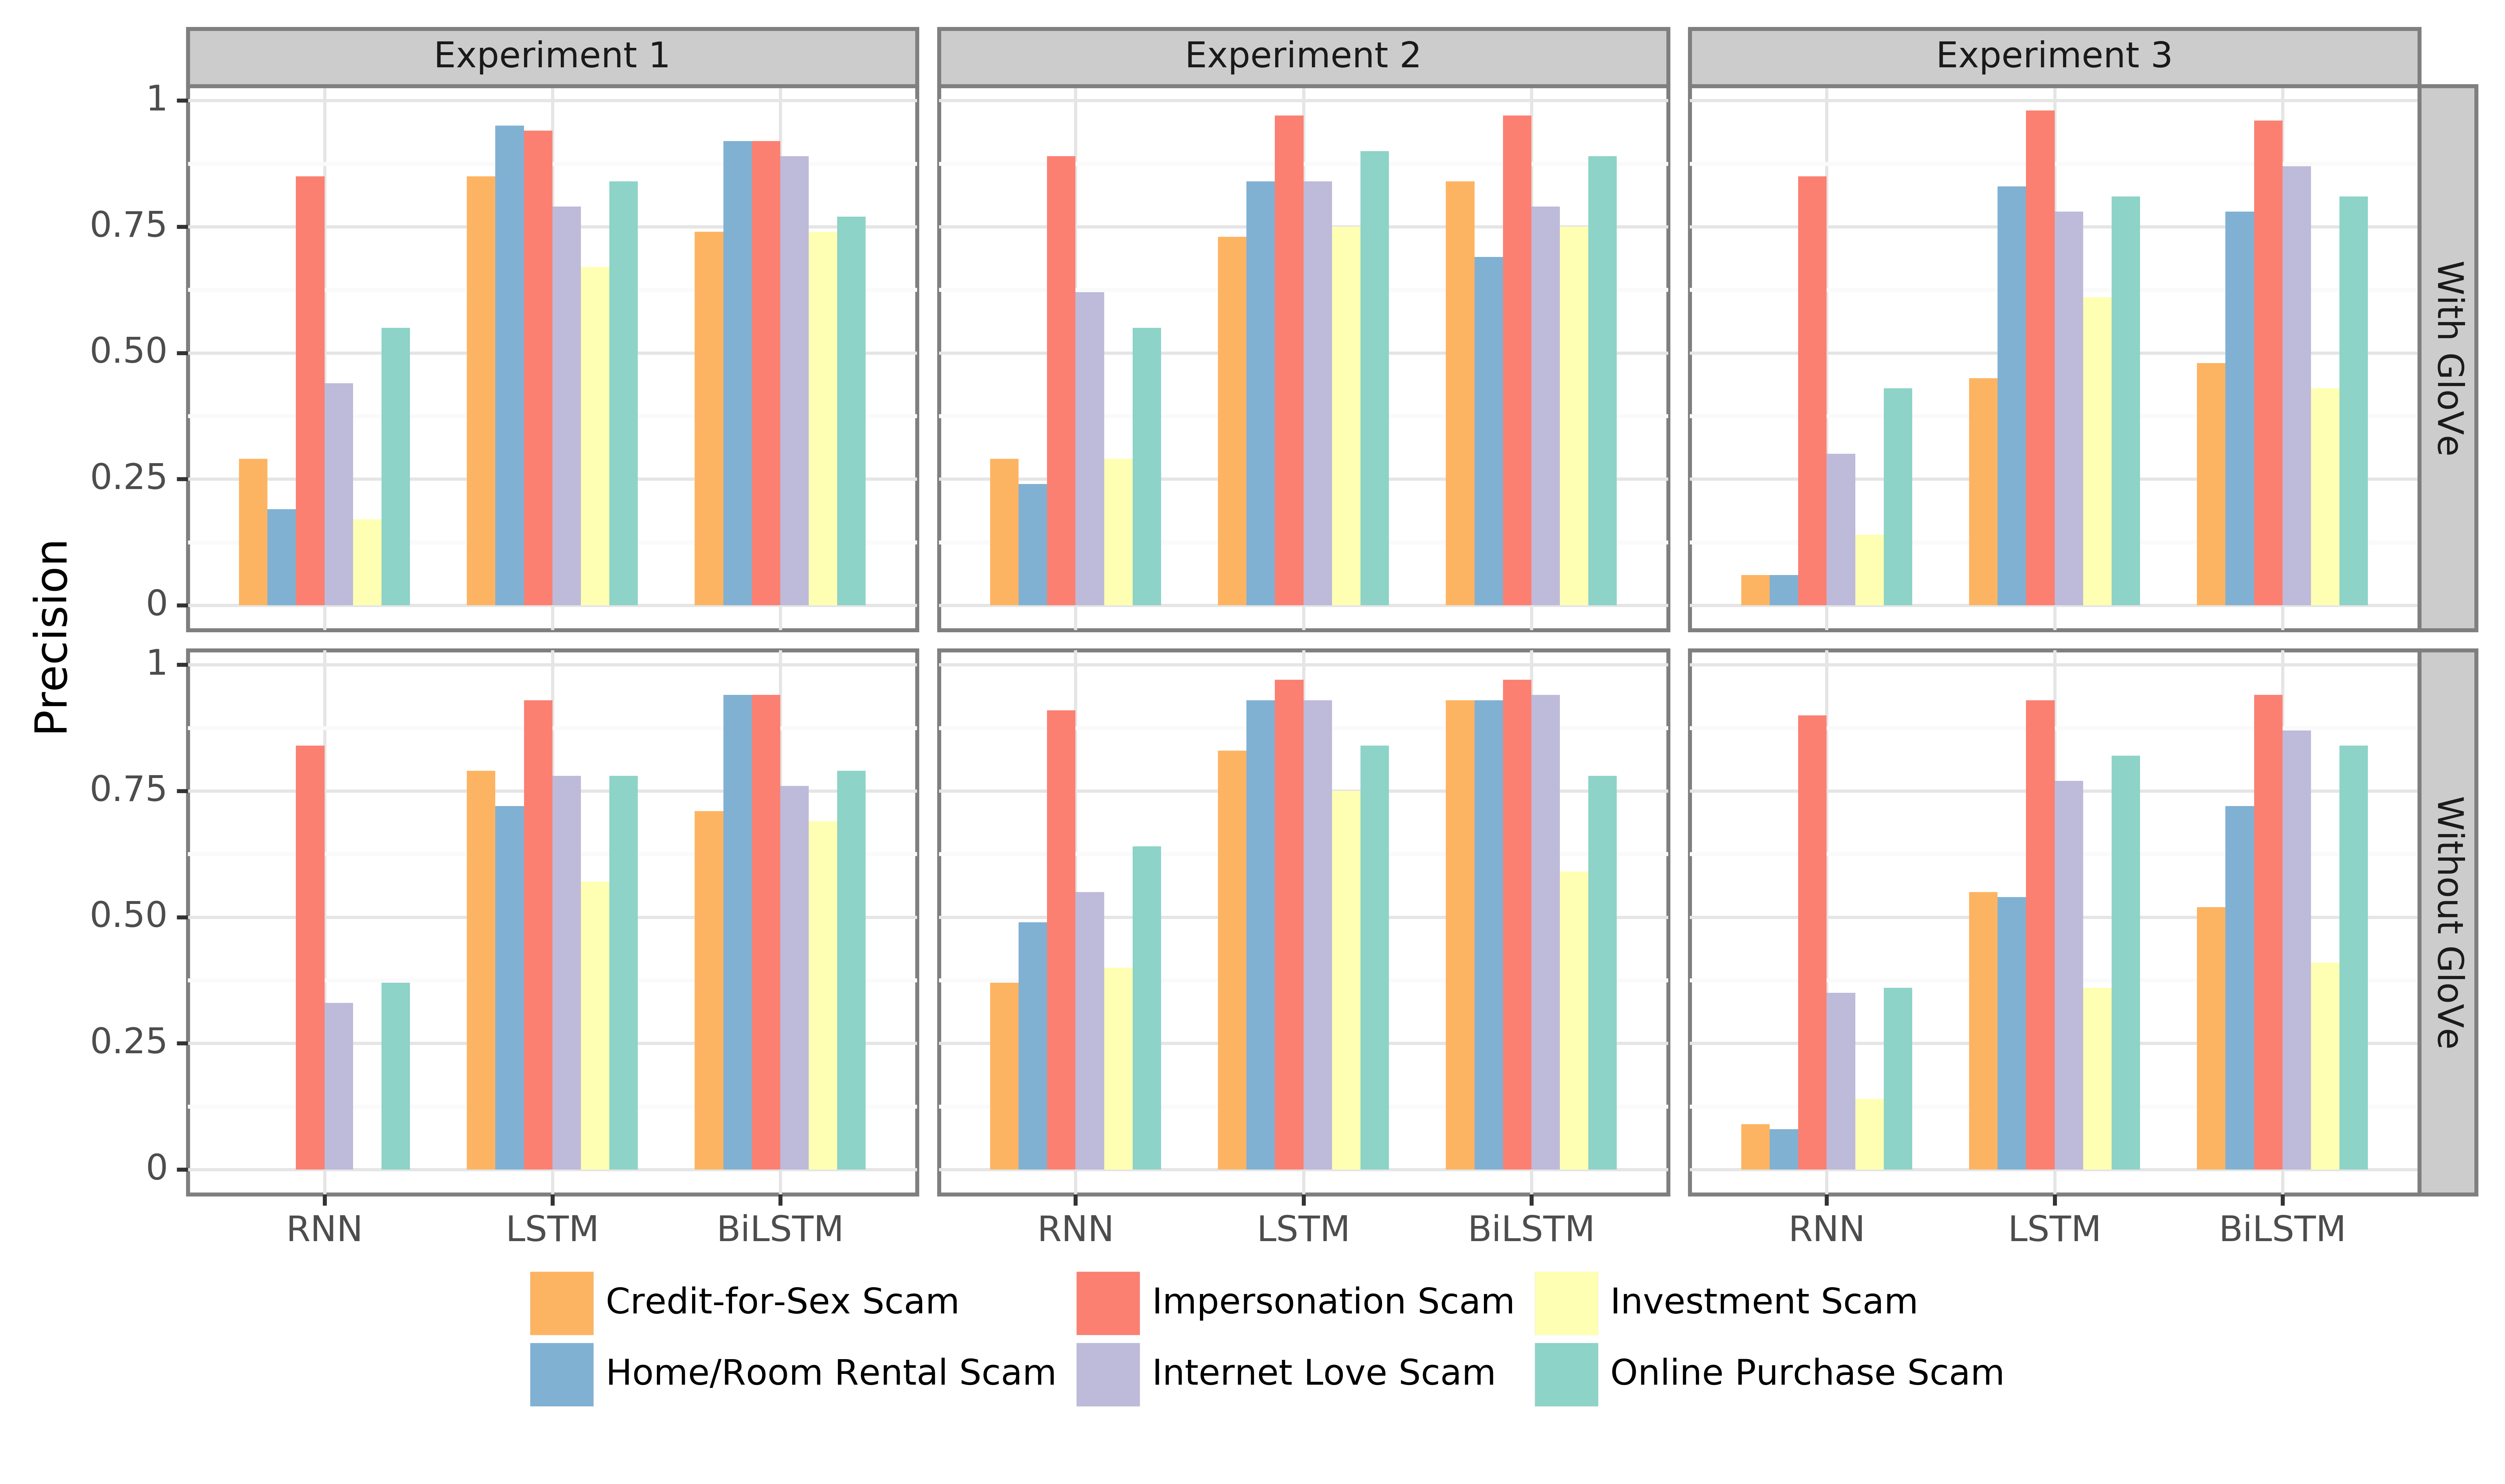 Experiment 1
Experiment 2
Experiment 3
1
0.75
0.50
0.25
0
With GloVe
Precision
1
0.75
0.50
0.25
0
Without GloVe
RNN LSTM BiLSTM
RNN LSTM BiLSTM
RNN LSTM BiLSTM
Credit-for-Sex Scam
Impersonation Scam
Investment Scam
Home/Room Rental Scam
Internet Love Scam
Online Purchase Scam